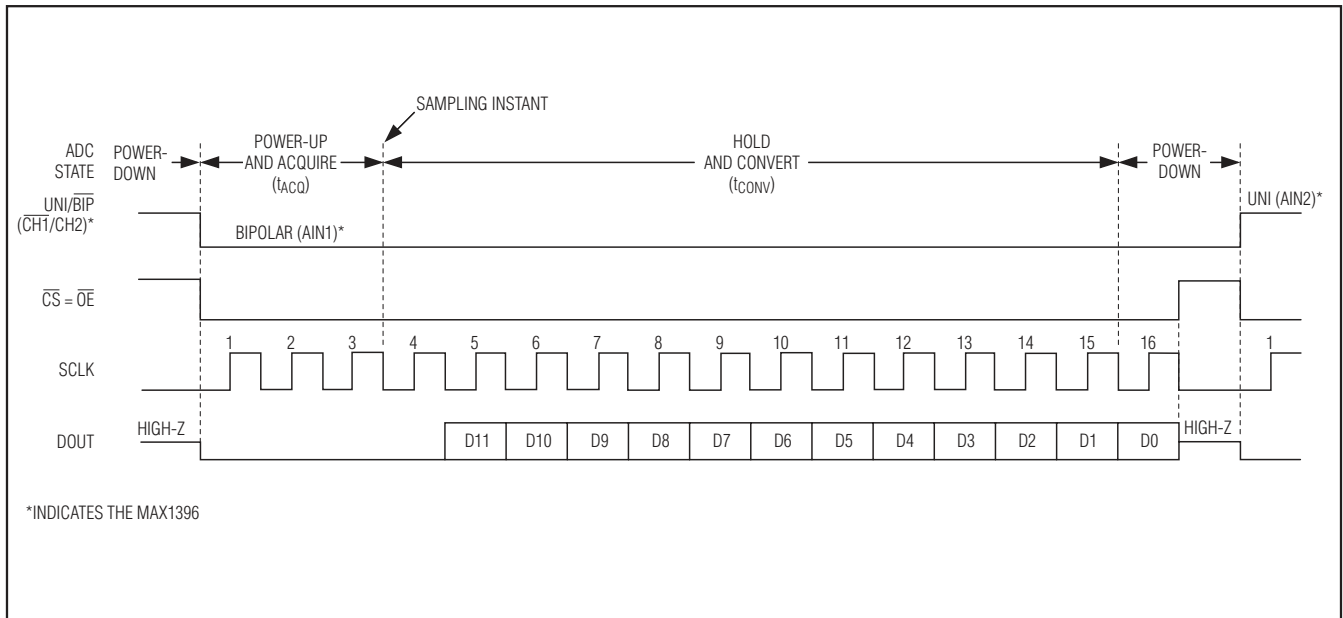 SAMPLING INSTANT
ADC STATE
POWER-DOWN
POWER-UP
AND ACQUIRE
(tACQ)
HOLD
AND CONVERT
(tCONV)
POWER-
DOWN
UNI/BIP
(CH1/CH2)*
BIPOLAR (AIN1)*
UNI (AIN2)*
CS = OE
SCLK
1 2 3 4 5 6 7 8 9 10 11 12 13 14 15 16 1
DOUT
HIGH-Z
D11 D10 D9 D8 D7 D6 D5 D4 D3 D2 D1 D0
HIGH-Z
*INDICATES THE MAX1396